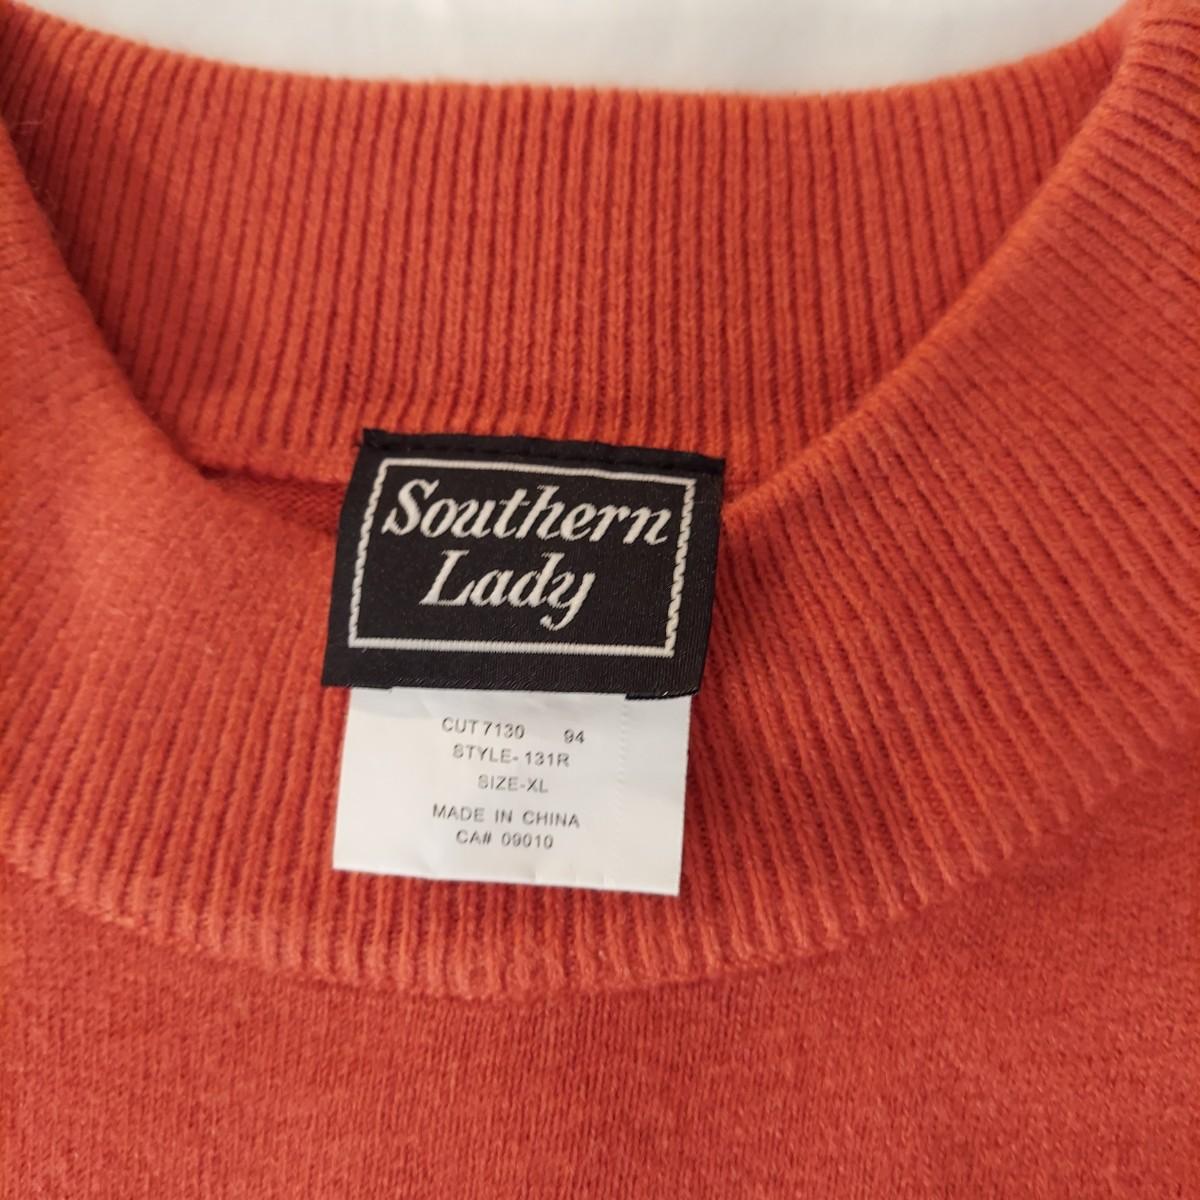 Southern
Lady
CUT 7130 94
STYLE- 131R
SIZE-XL
MADE IN CHINA
CA# 09010